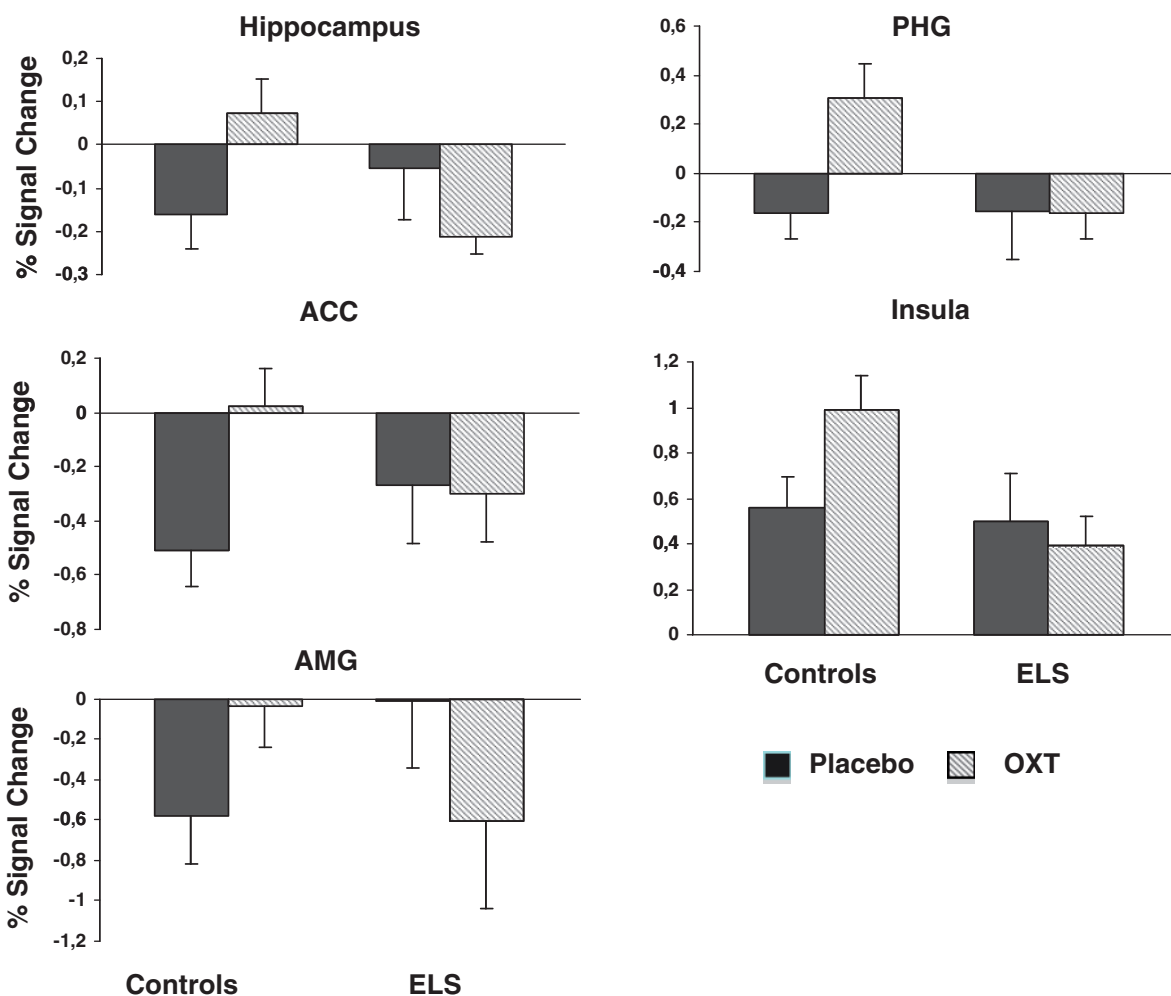 Hippocampus
% Signal Change
0,2
0,1
0
-0,1
-0,2
-0,3
PHG
0,6
0,4
0,2
0
-0,2
-0,4
ACC
% Signal Change
0,2
0
-0,2
-0,4
-0,6
-0,8
Insula
1,2
1
0,8
0,6
0,4
0,2
0
Controls ELS
AMG
% Signal Change
0
-0,2
-0,4
-0,6
-0,8
-1
-1,2
Controls ELS
Placebo OXT